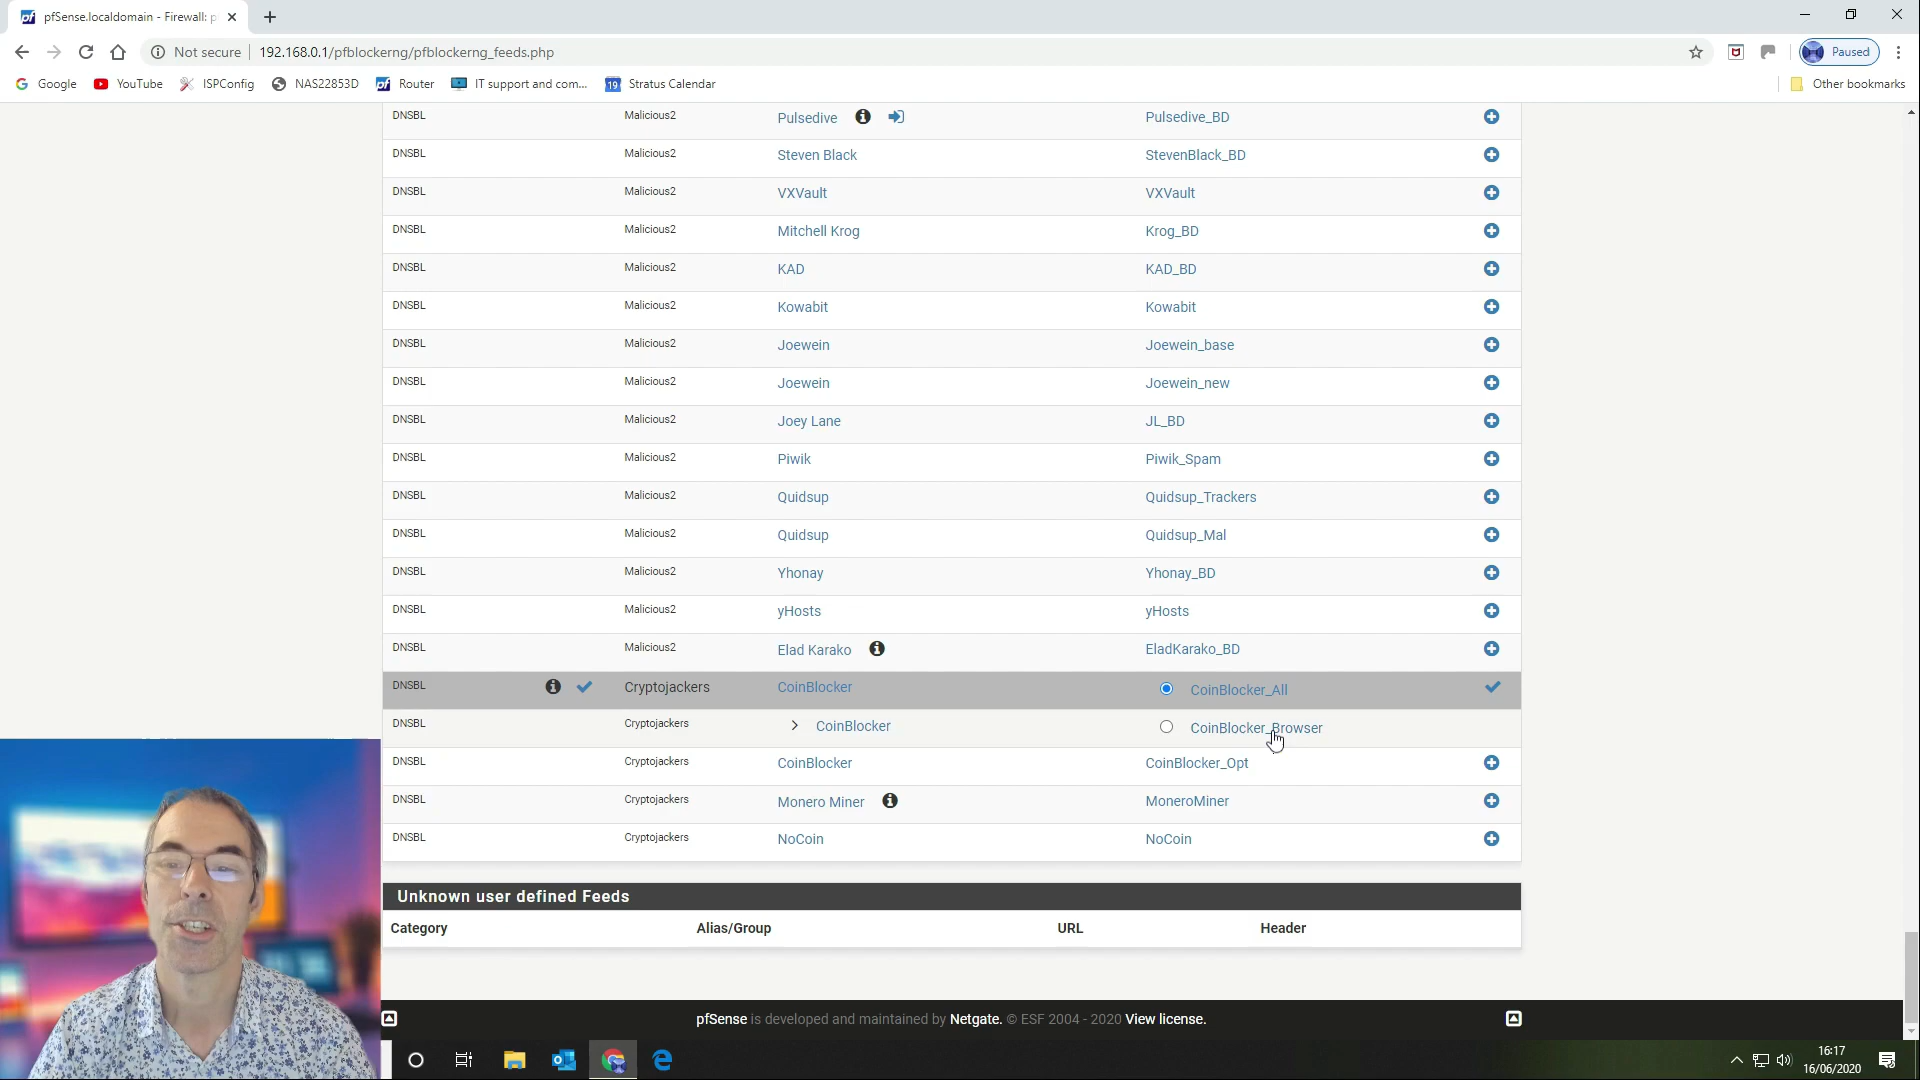 pfSense.localdomain - Firewall: p
Not secure 192.168.0.1/pfblockerng/pfblockerng_feeds.php Paused
Google YouTube ISPConfig NAS22853D Router IT support and com... 19 Stratus Calendar Other bookmarks
DNSBL Malicious2 Pulsedive Pulsedive_BD
DNSBL Malicious2 Steven Black StevenBlack_BD
DNSBL Malicious2 VXVault VXVault
DNSBL Malicious2 Mitchell Krog Krog_BD
DNSBL Malicious2 KAD KAD_BD
DNSBL Malicious2 Kowabit Kowabit
DNSBL Malicious2 Joewein Joewein_base
DNSBL Malicious2 Joewein Joewein_new
DNSBL Malicious2 Joey Lane JL_BD
DNSBL Malicious2 Piwik Piwik_Spam
DNSBL Malicious2 Quidsup Quidsup_Trackers
DNSBL Malicious2 Quidsup Quidsup_Mal
DNSBL Malicious2 Yhonay Yhonay_BD
DNSBL Malicious2 yHosts yHosts
DNSBL Malicious2 Elad Karako EladKarako_BD
DNSBL Cryptojackers CoinBlocker CoinBlocker_All
DNSBL Cryptojackers CoinBlocker CoinBlocker_Browser
DNSBL Cryptojackers CoinBlocker CoinBlocker_Opt
DNSBL Cryptojackers Monero Miner MoneroMiner
DNSBL Cryptojackers NoCoin NoCoin
Unknown user defined Feeds
Category Alias/Group URL Header
pfSense is developed and maintained by Netgate. © ESF 2004 - 2020 View license.
16:17
16/06/2020